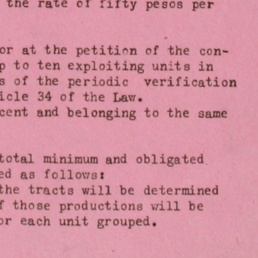 the rate of fifty pesos per
or at the petition of the con-
p to ten exploiting units in
s of the periodic verification
icle 34 of the Law.
cent and belonging to the same
total minimum and obligated
ed as follows:
the tracts will be determined
f those productions will be
or each unit grouped.